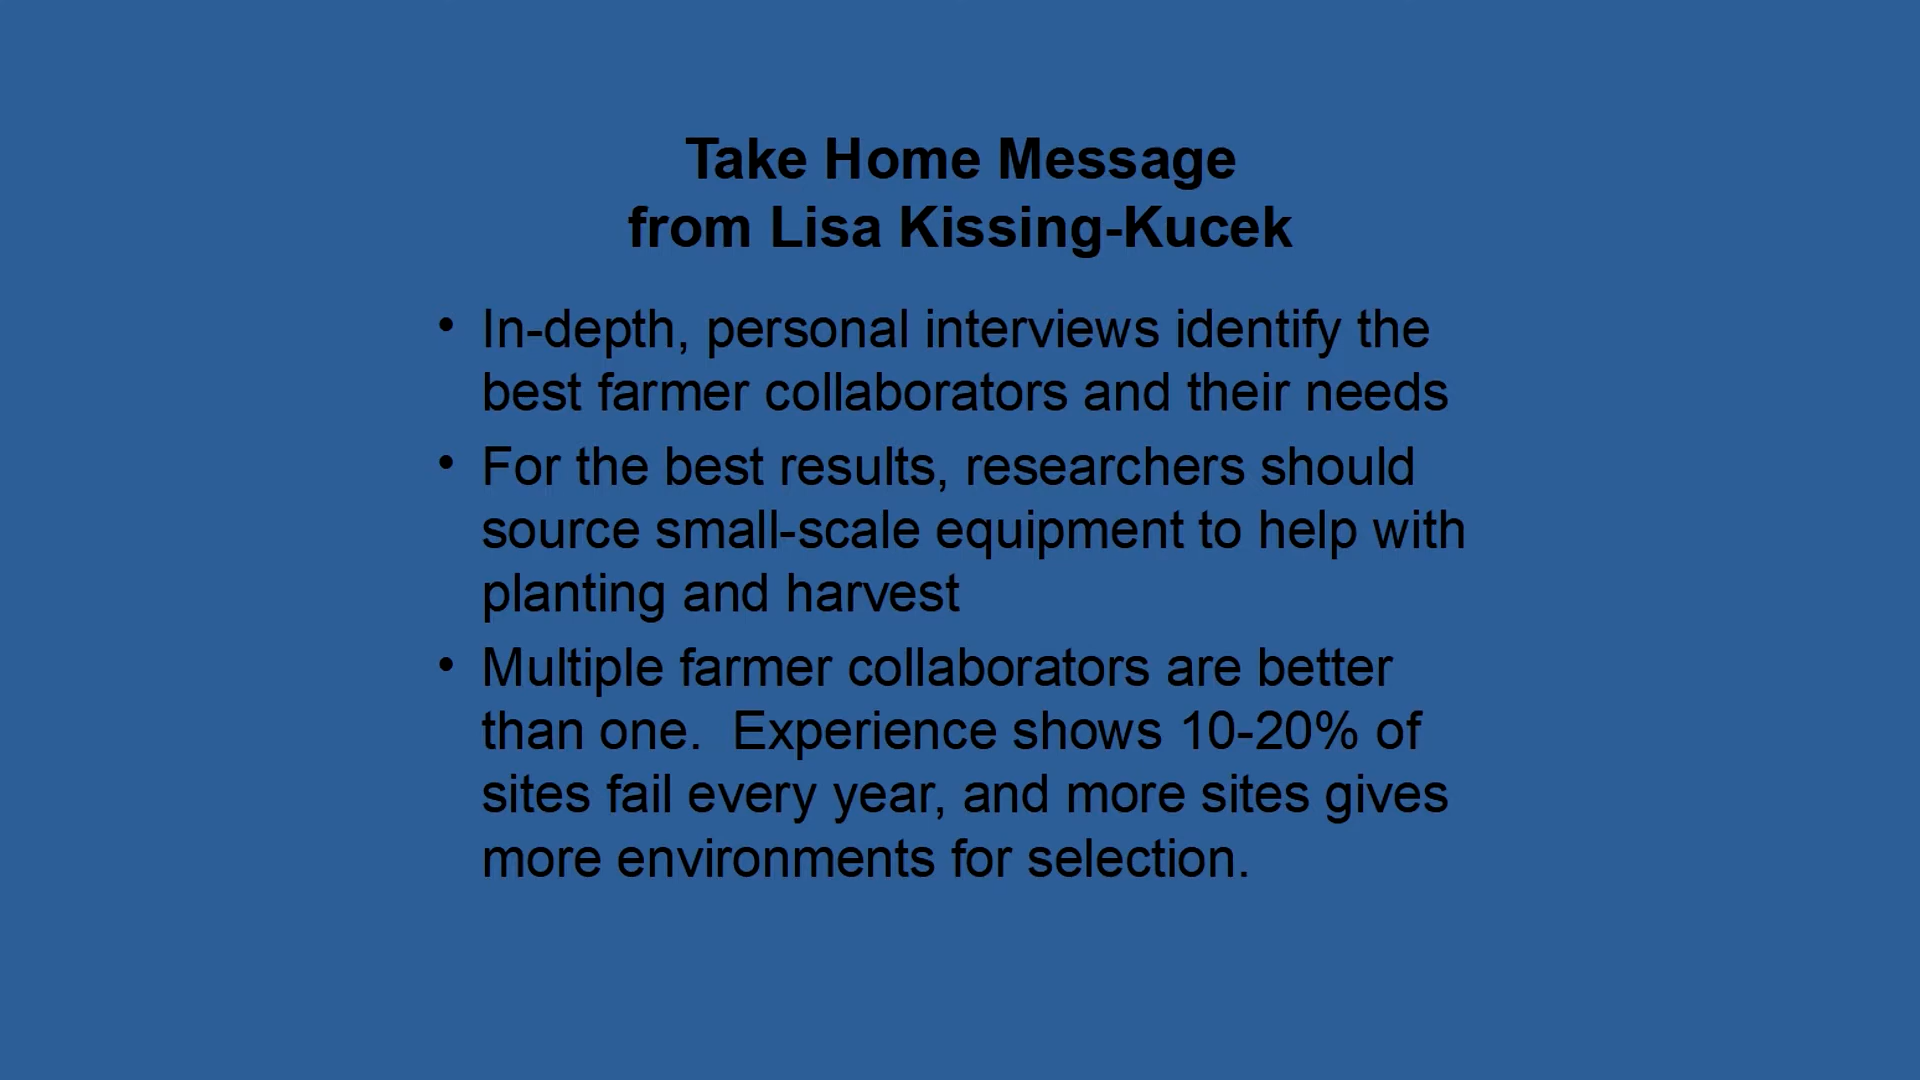 Take Home Message
from Lisa Kissing-Kucek
• In-depth, personal interviews identify the
best farmer collaborators and their needs
• For the best results, researchers should
source small-scale equipment to help with
planting and harvest
• Multiple farmer collaborators are better
than one.  Experience shows 10-20% of
sites fail every year, and more sites gives
more environments for selection.